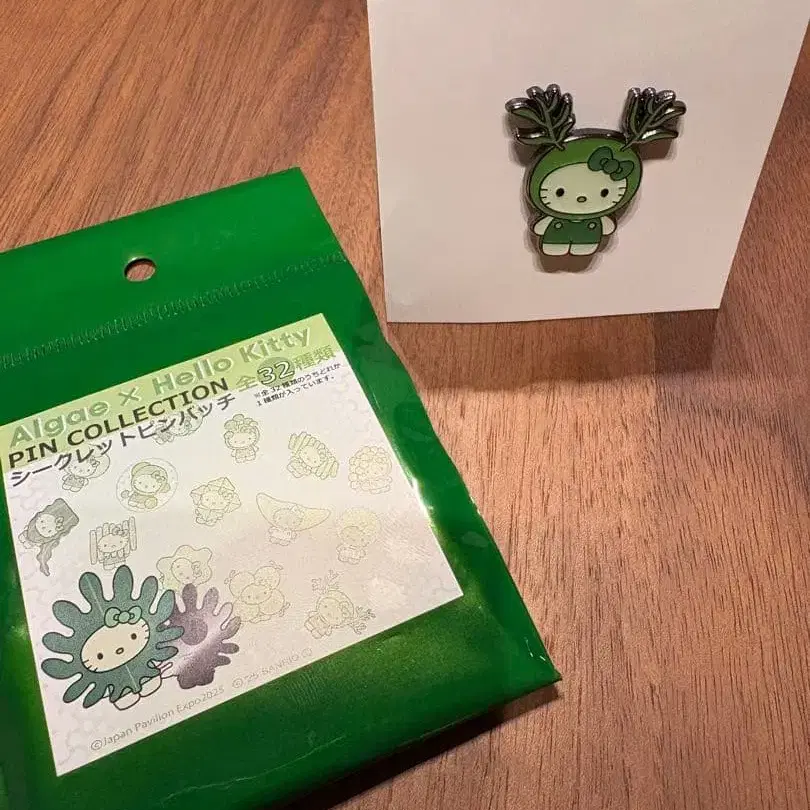 Algae × Hello Kitty
PIN COLLECTION 全32種類
シークレットピンバッチ
※全32種類のうちどれか
1種類が入っています。
©Japan Pavilion Expo2025 ©'25 SANRIO